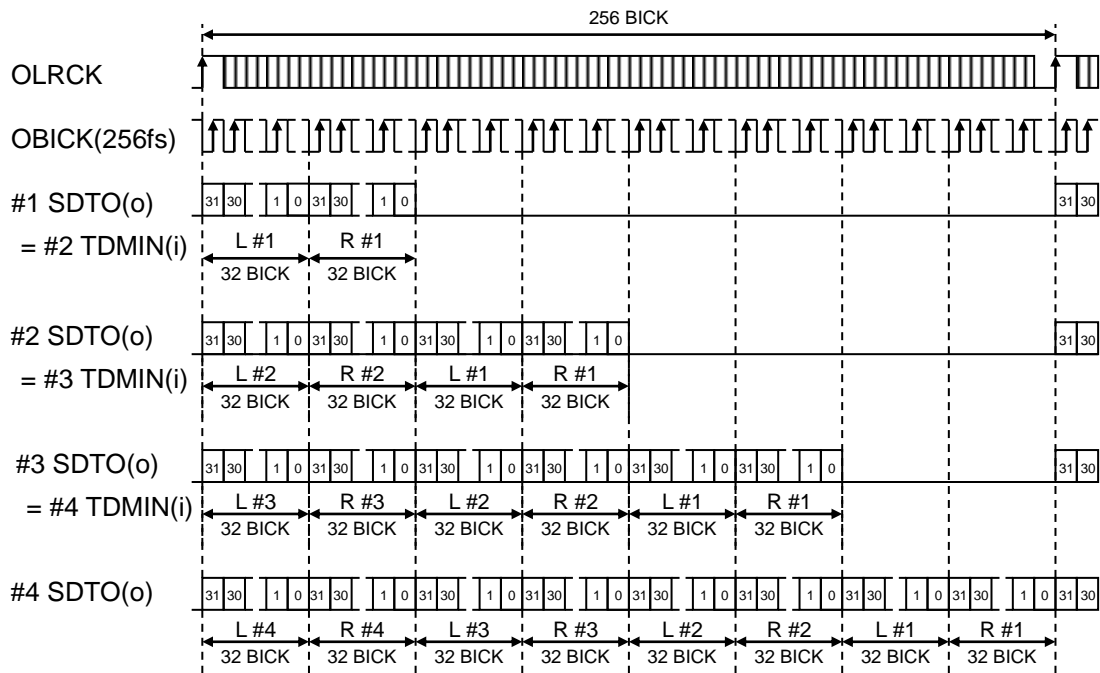 256 BICK
OLRCK
OBICK(256fs)
#1 SDTO(o)
31 30 1 0 31 30 1 0 31 30
= #2 TDMIN(i)
L #1 R #1
32 BICK 32 BICK
#2 SDTO(o)
31 30 1 0 31 30 1 0 31 30 1 0 31 30 1 0 31 30
= #3 TDMIN(i)
L #2 R #2 L #1 R #1
32 BICK 32 BICK 32 BICK 32 BICK
#3 SDTO(o)
31 30 1 0 31 30 1 0 31 30 1 0 31 30 1 0 31 30 1 0 31 30 1 0 31 30
= #4 TDMIN(i)
L #3 R #3 L #2 R #2 L #1 R #1
32 BICK 32 BICK 32 BICK 32 BICK 32 BICK 32 BICK
#4 SDTO(o)
31 30 1 0 31 30 1 0 31 30 1 0 31 30 1 0 31 30 1 0 31 30 1 0 31 30 1 0 31 30 1 0 31 30
L #4 R #4 L #3 R #3 L #2 R #2 L #1 R #1
32 BICK 32 BICK 32 BICK 32 BICK 32 BICK 32 BICK 32 BICK 32 BICK